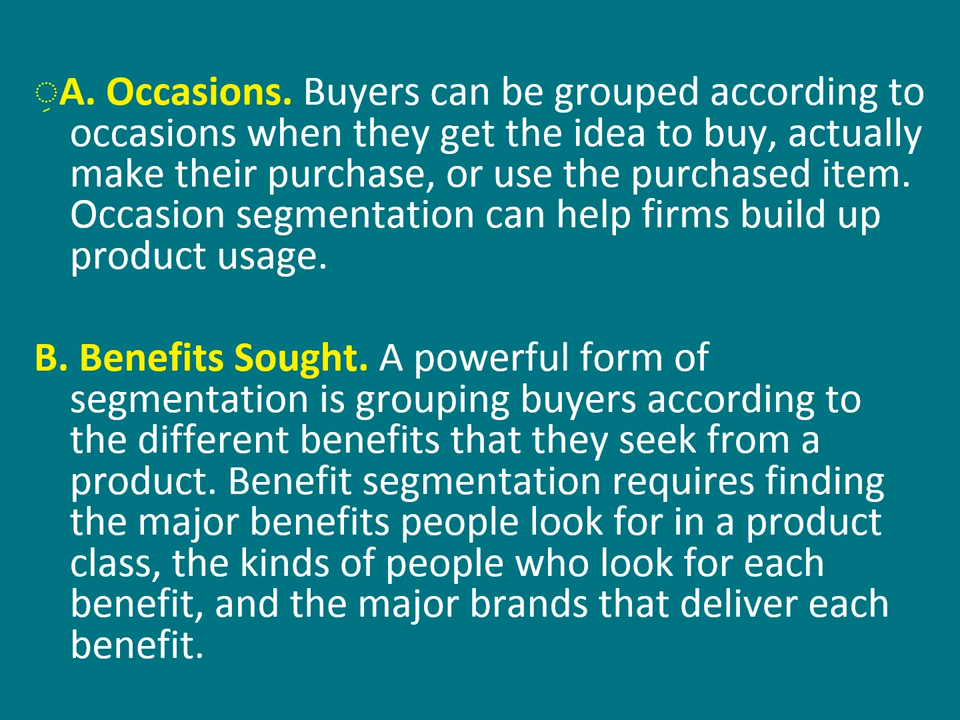 A. Occasions. Buyers can be grouped according to
occasions when they get the idea to buy, actually
make their purchase, or use the purchased item.
Occasion segmentation can help firms build up
product usage.
B. Benefits Sought. A powerful form of
segmentation is grouping buyers according to
the different benefits that they seek from a
product. Benefit segmentation requires finding
the major benefits people look for in a product
class, the kinds of people who look for each
benefit, and the major brands that deliver each
benefit.